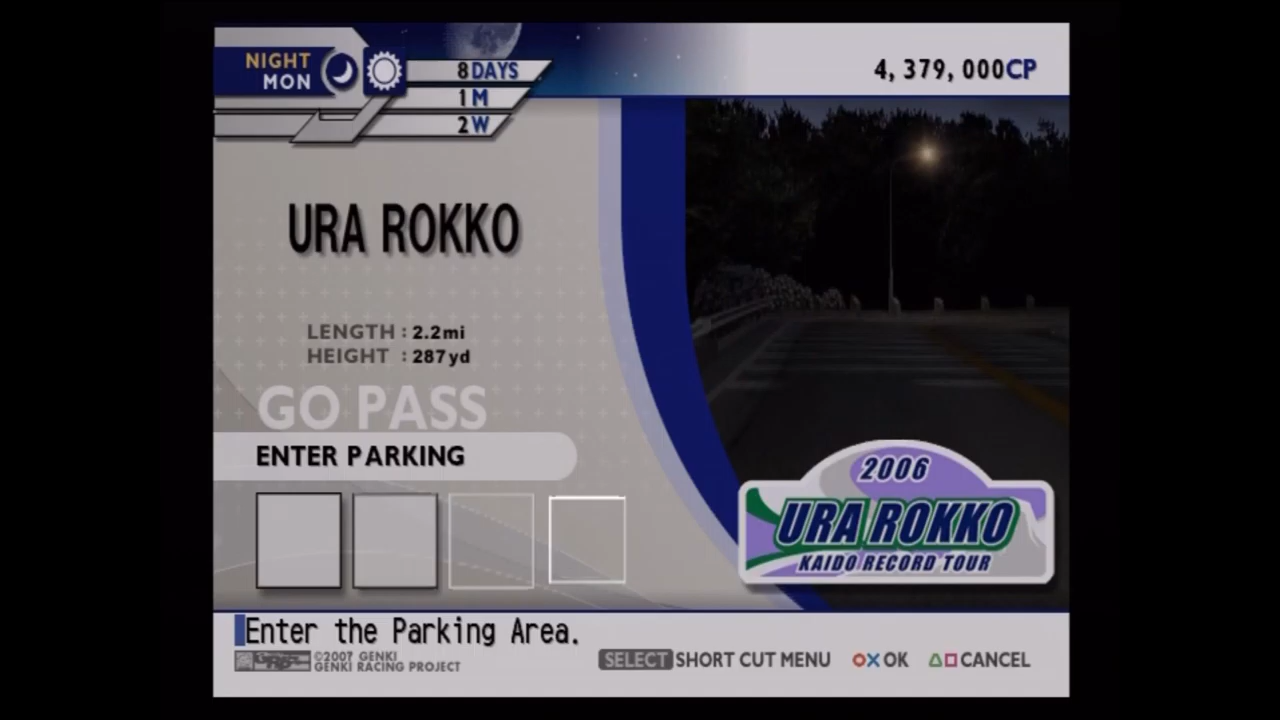 NIGHT
MON
8DAYS
1M
2W
4, 379, 000CP
URA ROKKO
LENGTH : 2.2mi
HEIGHT : 287yd
GO PASS
ENTER PARKING
2006
URA ROKKO
KAIDO RECORD TOUR
Enter the Parking Area.
©2007 GENKI
GENKI RACING PROJECT
SELECT SHORT CUT MENU
OK
CANCEL